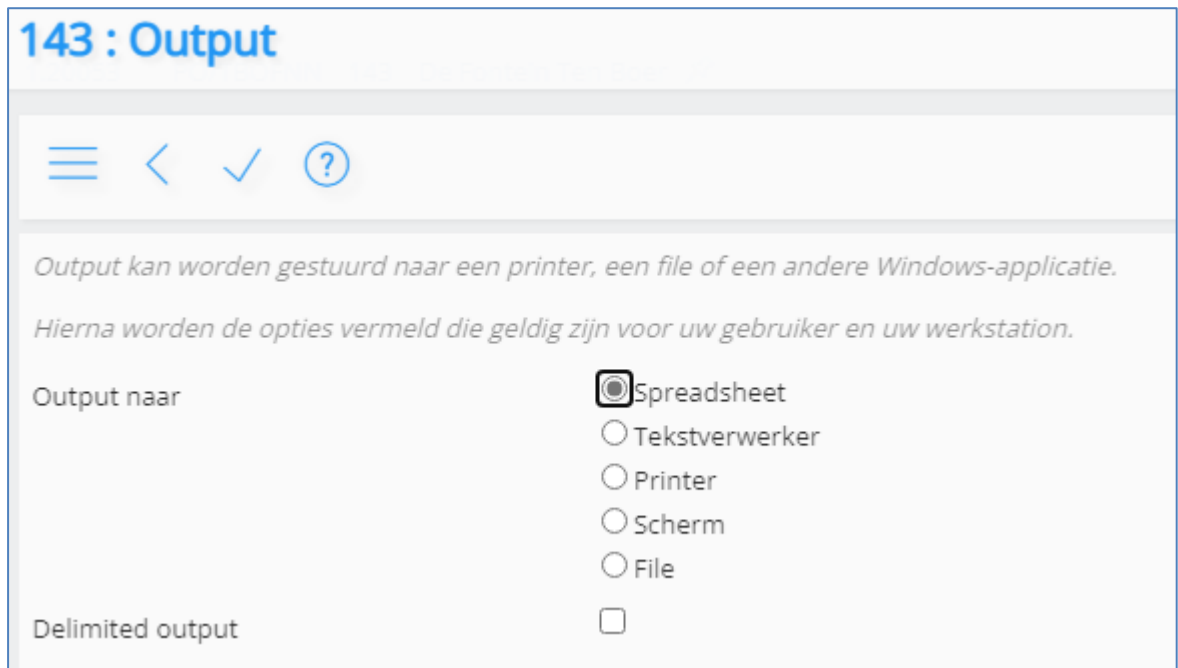 143 : Output
?
Output kan worden gestuurd naar een printer, een file of een andere Windows-applicatie.
Hierna worden de opties vermeld die geldig zijn voor uw gebruiker en uw werkstation.
Output naar
Spreadsheet
Tekstverwerker
Printer
Scherm
File
Delimited output